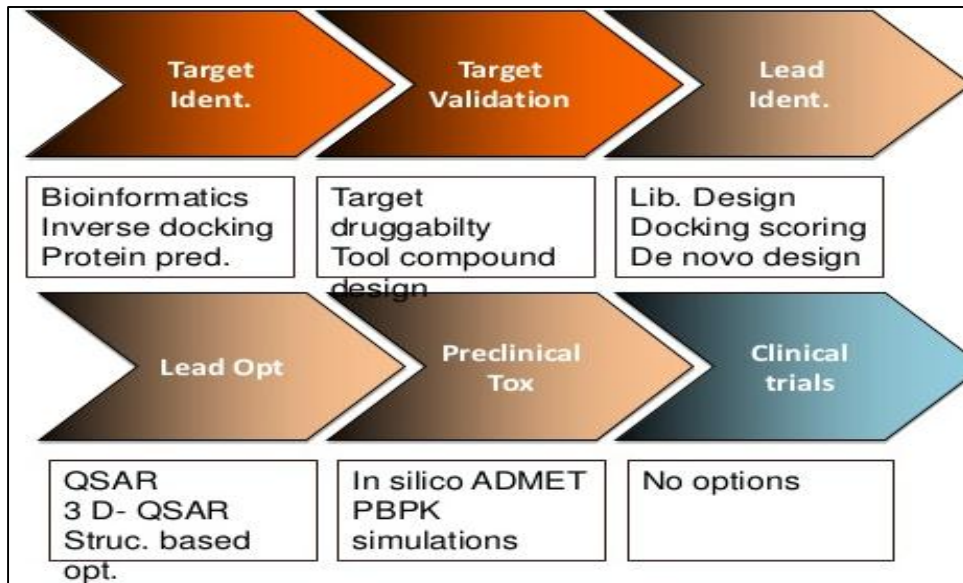 Target
Ident.
Target
Validation
Lead
Ident.
Bioinformatics
Inverse docking
Protein pred.
Target
druggabilty
Tool compound
design
Lib. Design
Docking scoring
De novo design
Lead Opt
Preclinical
Tox
Clinical
trials
QSAR
3 D- QSAR
Struc. based
opt.
In silico ADMET
PBPK
simulations
No options